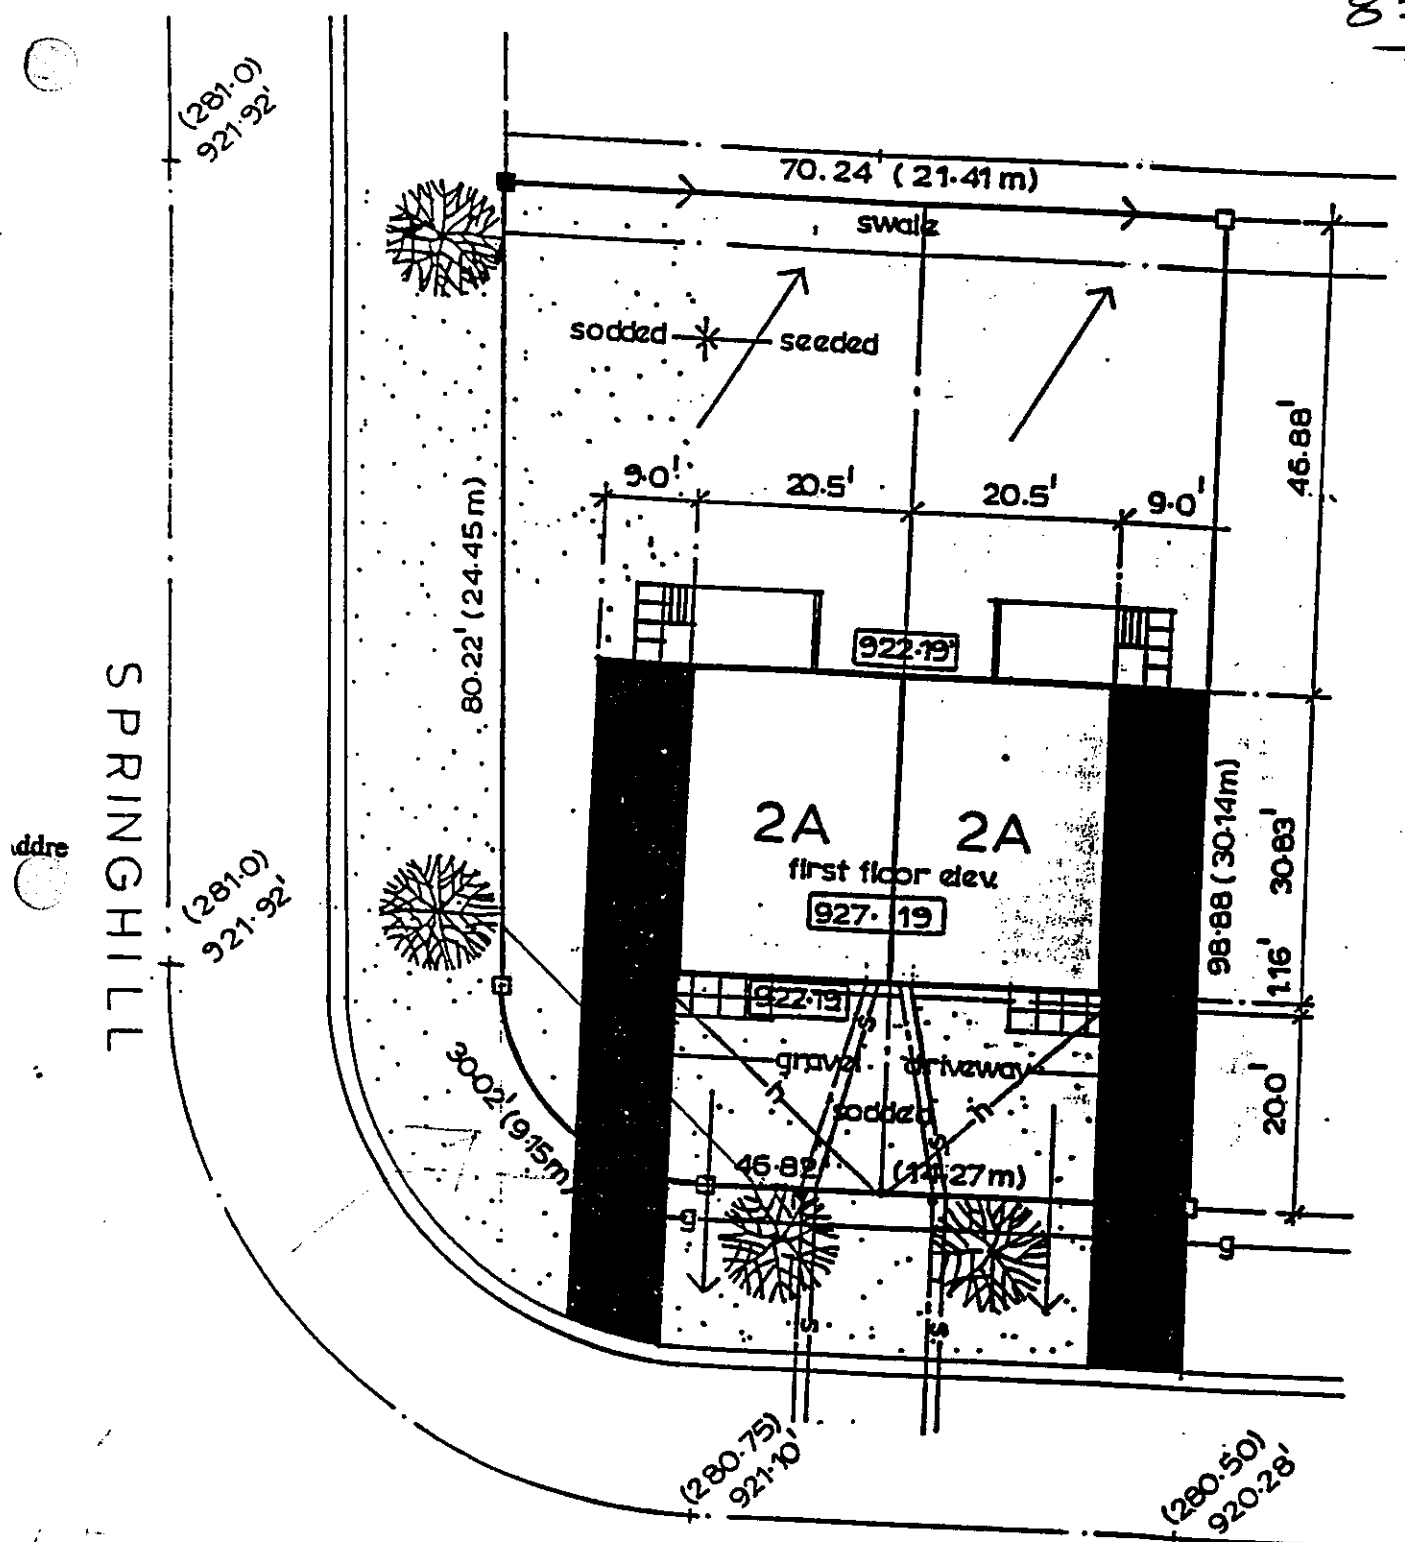 (281.0)
921.92'
70.24' (21.41m)
swale
sodded
seeded
46.88'
9.0'
20.5'
20.5'
9.0'
80.22' (24.45m)
922.19'
SPRINGHILL
2A
2A
first floor elev.
927.19
98.88 (30.14m)
30.83'
1.16'
addre
(281.0)
921.92'
922.19
gravel driveway
sodded
h
h
s
s
20.0'
30.02' (9.15m)
46.82 (14.27m)
g
g
g
s
s
(280.75)
921.10'
(280.50)
920.28'